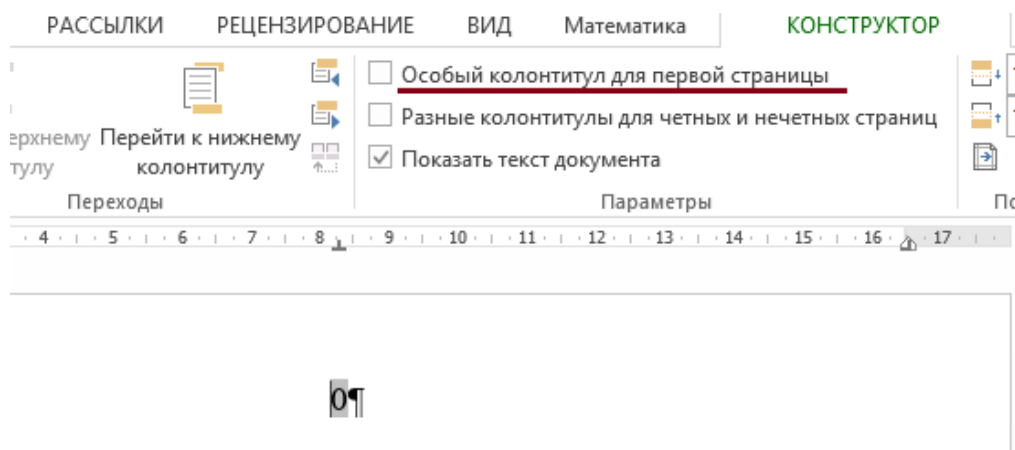 РАССЫЛКИ РЕЦЕНЗИРОВАНИЕ ВИД Математика КОНСТРУКТОР
Особый колонтитул для первой страницы
Разные колонтитулы для четных и нечетных страниц
Перейти к нижнему
колонтитулу
Показать текст документа
Переходы Параметры
4 5 6 7 8 9 10 11 12 13 14 15 16 17
0¶